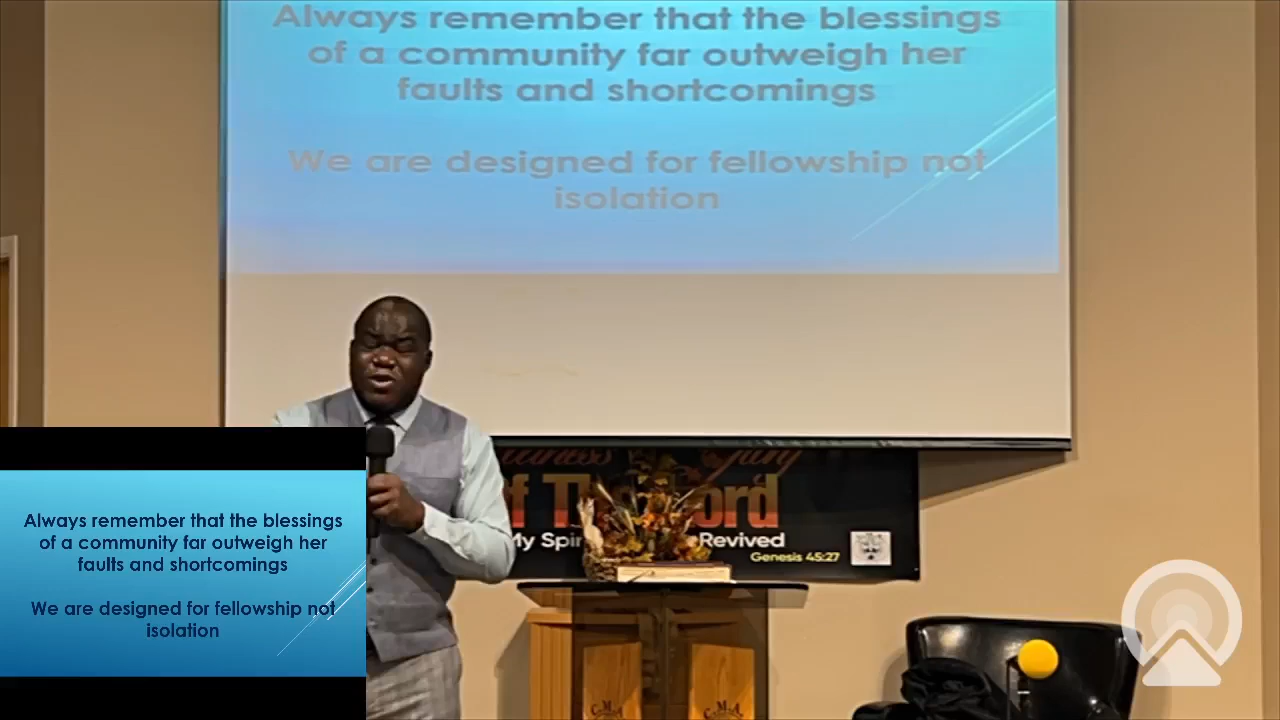 Always remember that the blessings
of a community far outweigh her
faults and shortcomings
We are designed for fellowship not
isolation
Always remember that the blessings
of a community far outweigh her
faults and shortcomings
We are designed for fellowship not
isolation
My Revived
Genesis 45:27
C.M.A.
C.M.A.